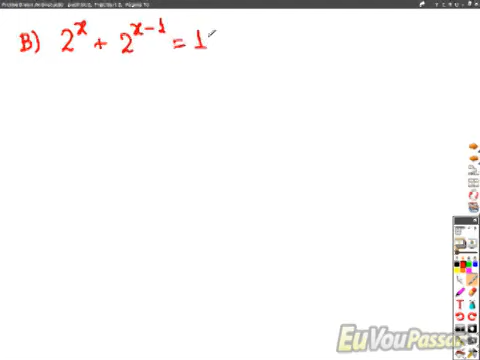 B) 2^x + 2^(x-1) = 1
EuVouPassar